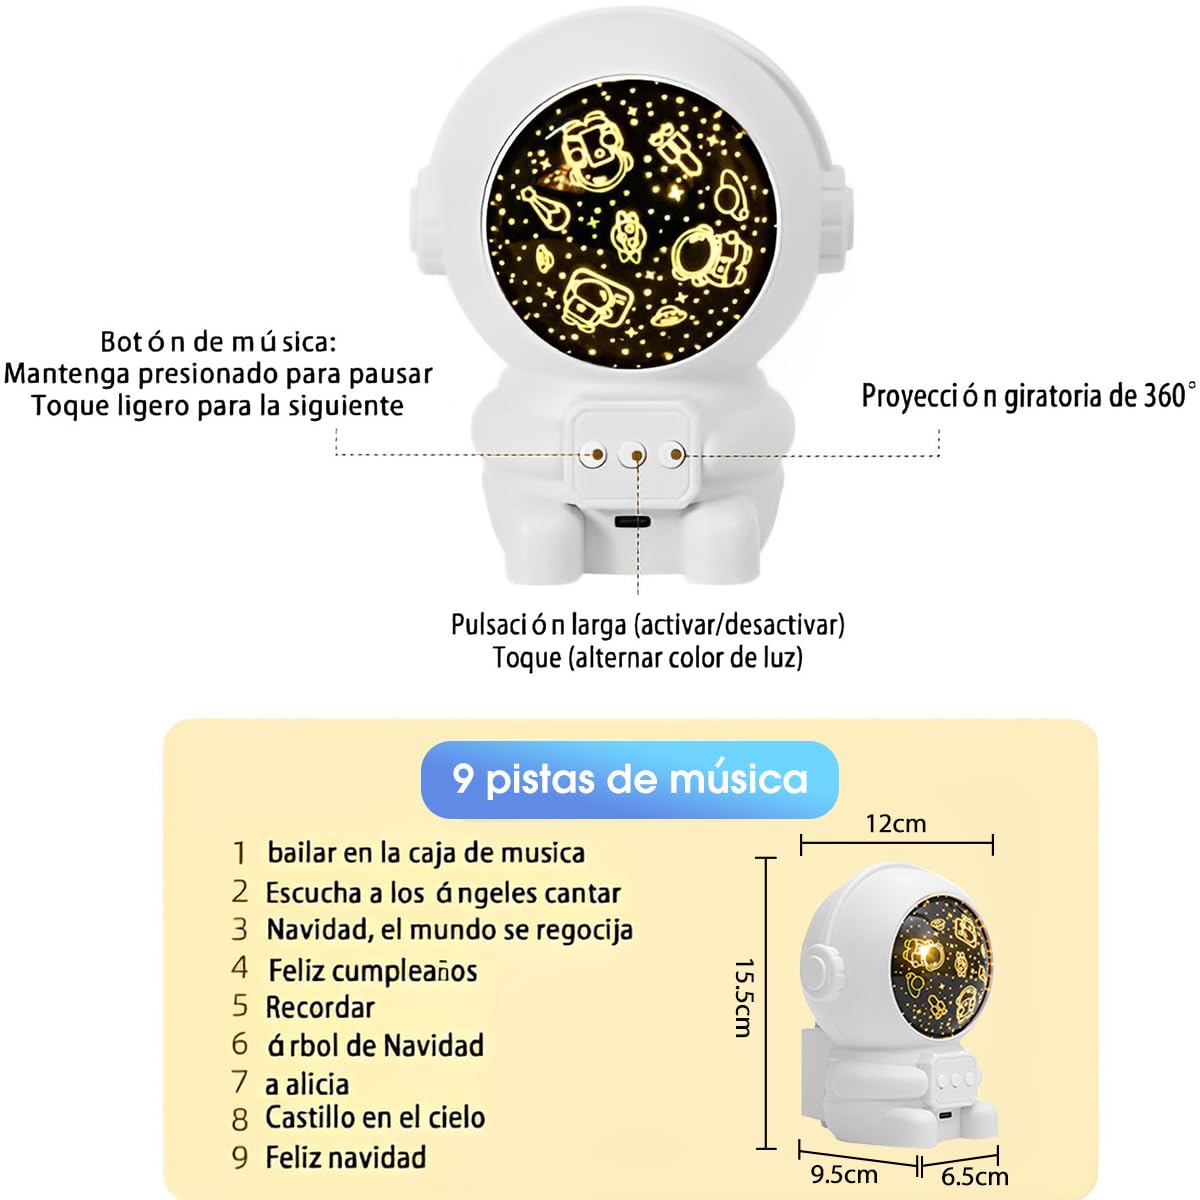 Botón de música:
Mantenga presionado para pausar
Toque ligero para la siguiente
Proyección giratoria de 360°
Pulsación larga (activar/desactivar)
Toque (alternar color de luz)
9 pistas de música
1 bailar en la caja de musica
2 Escucha a los ángeles cantar
3 Navidad, el mundo se regocija
4 Feliz cumpleaños
5 Recordar
6 árbol de Navidad
7 a alicia
8 Castillo en el cielo
9 Feliz navidad
12cm
15.5cm
9.5cm
6.5cm